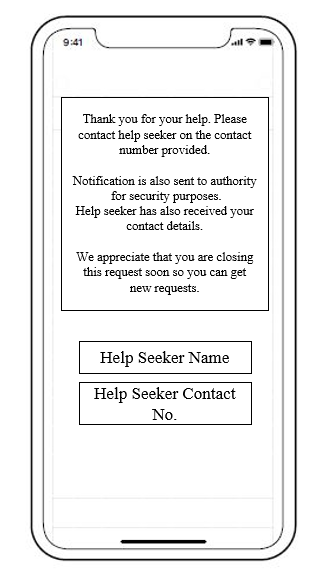 9:41
Thank you for your help. Please
contact help seeker on the contact
number provided.
Notification is also sent to authority
for security purposes.
Help seeker has also received your
contact details.
We appreciate that you are closing
this request soon so you can get
new requests.
Help Seeker Name
Help Seeker Contact
No.